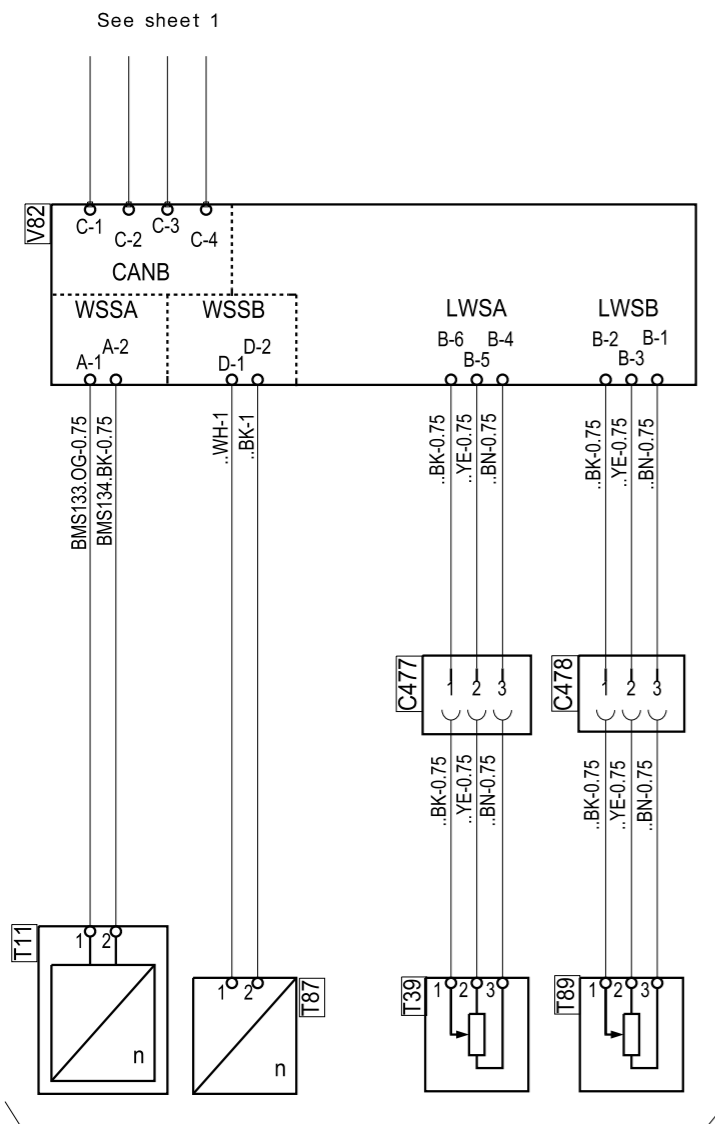 See sheet 1
V82
C-1 C-2 C-3 C-4
CANB
WSSA WSSB LWSA LWSB
A-1 A-2 D-1 D-2 B-6 B-5 B-4 B-2 B-3 B-1
BMS133.OG-0.75
BMS134.BK-0.75
..WH-1
..BK-1
..BK-0.75
..YE-0.75
..BN-0.75
..BK-0.75
..YE-0.75
..BN-0.75
C477
1 2 3
C478
1 2 3
..BK-0.75
..YE-0.75
..BN-0.75
..BK-0.75
..YE-0.75
..BN-0.75
T11
1 2
n
T87
1 2
n
T39
1 2 3
T89
1 2 3